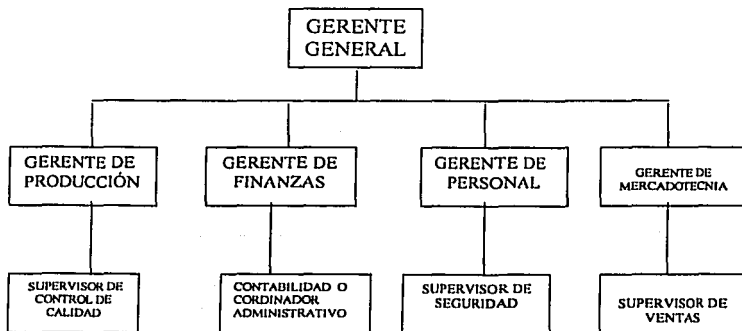 GERENTE
GENERAL
GERENTE DE
PRODUCCIÓN
GERENTE DE
FINANZAS
GERENTE DE
PERSONAL
GERENTE DE
MERCADOTECNIA
SUPERVISOR DE
CONTROL DE
CALIDAD
CONTABILIDAD O
CORDINADOR
ADMINISTRATIVO
SUPERVISOR DE
SEGURIDAD
SUPERVISOR DE
VENTAS